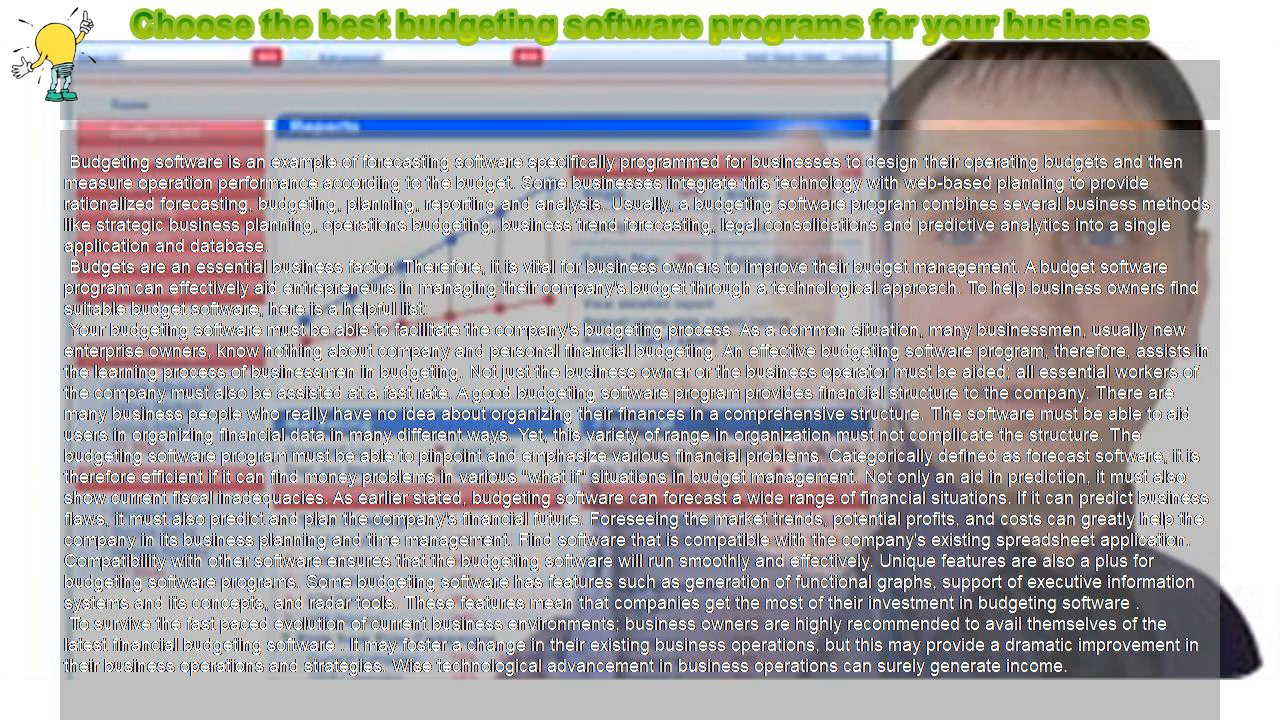 Choose the best budgeting software programs for your business
Reports
Budgeting software is an example of forecasting software specifically programmed for businesses to design their operating budgets and then
measure operation performance according to the budget. Some businesses integrate this technology with web-based planning to provide
rationalized forecasting, budgeting, planning, reporting and analysis. Usually, a budgeting software program combines several business methods
like strategic business planning, operations budgeting, business trend forecasting, legal consolidations and predictive analytics into a single
application and database.
Budgets are an essential business factor. Therefore, it is vital for business owners to improve their budget management. A budget software
program can effectively aid entrepreneurs in managing their company's budget through a technological approach. To help business owners find
suitable budget software, here is a helpful list:
Your budgeting software must be able to facilitate the company's budgeting process. As a common situation, many businessmen, usually new
enterprise owners, know nothing about company and personal financial budgeting. An effective budgeting software program, therefore, assists in
the learning process of businessmen in budgeting. Not just the business owner or the business operator must be aided; all essential workers of
the company must also be assisted at a fast rate. A good budgeting software program provides financial structure to the company. There are
many business people who really have no idea about organizing their finances in a comprehensive structure. The software must be able to aid
users in organizing financial data in many different ways. Yet, this variety of range in organization must not complicate the structure. The
budgeting software program must be able to pinpoint and emphasize various financial problems. Categorically defined as forecast software, it is
therefore efficient if it can find money problems in various "what if" situations in budget management. Not only an aid in prediction, it must also
show current fiscal inadequacies. As earlier stated, budgeting software can forecast a wide range of financial situations. If it can predict business
flaws, it must also predict and plan the company's financial future. Foreseeing the market trends, potential profits, and costs can greatly help the
company in its business planning and time management. Find software that is compatible with the company's existing spreadsheet application.
Compatibility with other software ensures that the budgeting software will run smoothly and effectively. Unique features are also a plus for
budgeting software programs. Some budgeting software has features such as generation of functional graphs, support of executive information
systems and its concepts, and radar tools. These features mean that companies get the most of their investment in budgeting software .
To survive the fast paced evolution of current business environments; business owners are highly recommended to avail themselves of the
latest financial budgeting software . It may foster a change in their existing business operations, but this may provide a dramatic improvement in
their business operations and strategies. Wise technological advancement in business operations can surely generate income.